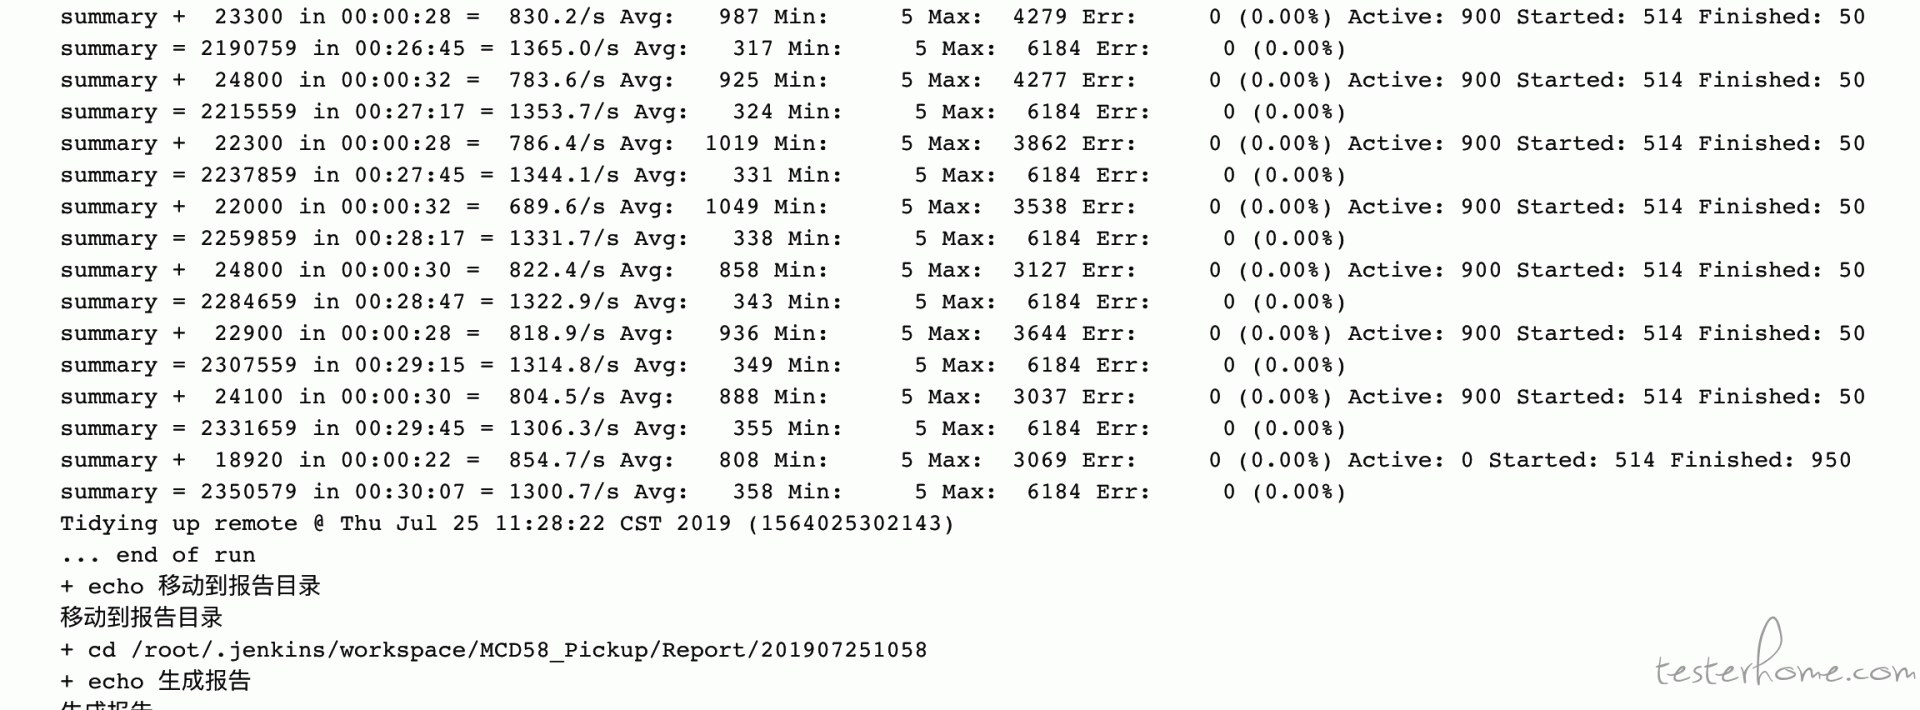 summary +  23300 in 00:00:28 =  830.2/s Avg:   987 Min:     5 Max:  4279 Err:     0 (0.00%) Active: 900 Started: 514 Finished: 50
summary = 2190759 in 00:26:45 = 1365.0/s Avg:   317 Min:     5 Max:  6184 Err:     0 (0.00%)
summary +  24800 in 00:00:32 =  783.6/s Avg:   925 Min:     5 Max:  4277 Err:     0 (0.00%) Active: 900 Started: 514 Finished: 50
summary = 2215559 in 00:27:17 = 1353.7/s Avg:   324 Min:     5 Max:  6184 Err:     0 (0.00%)
summary +  22300 in 00:00:28 =  786.4/s Avg:  1019 Min:     5 Max:  3862 Err:     0 (0.00%) Active: 900 Started: 514 Finished: 50
summary = 2237859 in 00:27:45 = 1344.1/s Avg:   331 Min:     5 Max:  6184 Err:     0 (0.00%)
summary +  22000 in 00:00:32 =  689.6/s Avg:  1049 Min:     5 Max:  3538 Err:     0 (0.00%) Active: 900 Started: 514 Finished: 50
summary = 2259859 in 00:28:17 = 1331.7/s Avg:   338 Min:     5 Max:  6184 Err:     0 (0.00%)
summary +  24800 in 00:00:30 =  822.4/s Avg:   858 Min:     5 Max:  3127 Err:     0 (0.00%) Active: 900 Started: 514 Finished: 50
summary = 2284659 in 00:28:47 = 1322.9/s Avg:   343 Min:     5 Max:  6184 Err:     0 (0.00%)
summary +  22900 in 00:00:28 =  818.9/s Avg:   936 Min:     5 Max:  3644 Err:     0 (0.00%) Active: 900 Started: 514 Finished: 50
summary = 2307559 in 00:29:15 = 1314.8/s Avg:   349 Min:     5 Max:  6184 Err:     0 (0.00%)
summary +  24100 in 00:00:30 =  804.5/s Avg:   888 Min:     5 Max:  3037 Err:     0 (0.00%) Active: 900 Started: 514 Finished: 50
summary = 2331659 in 00:29:45 = 1306.3/s Avg:   355 Min:     5 Max:  6184 Err:     0 (0.00%)
summary +  18920 in 00:00:22 =  854.7/s Avg:   808 Min:     5 Max:  3069 Err:     0 (0.00%) Active: 0 Started: 514 Finished: 950
summary = 2350579 in 00:30:07 = 1300.7/s Avg:   358 Min:     5 Max:  6184 Err:     0 (0.00%)
Tidying up remote @ Thu Jul 25 11:28:22 CST 2019 (1564025302143)
... end of run
+ echo 移动到报告目录
移动到报告目录
+ cd /root/.jenkins/workspace/MCD58_Pickup/Report/201907251058
+ echo 生成报告
生成报告
testerhome.com